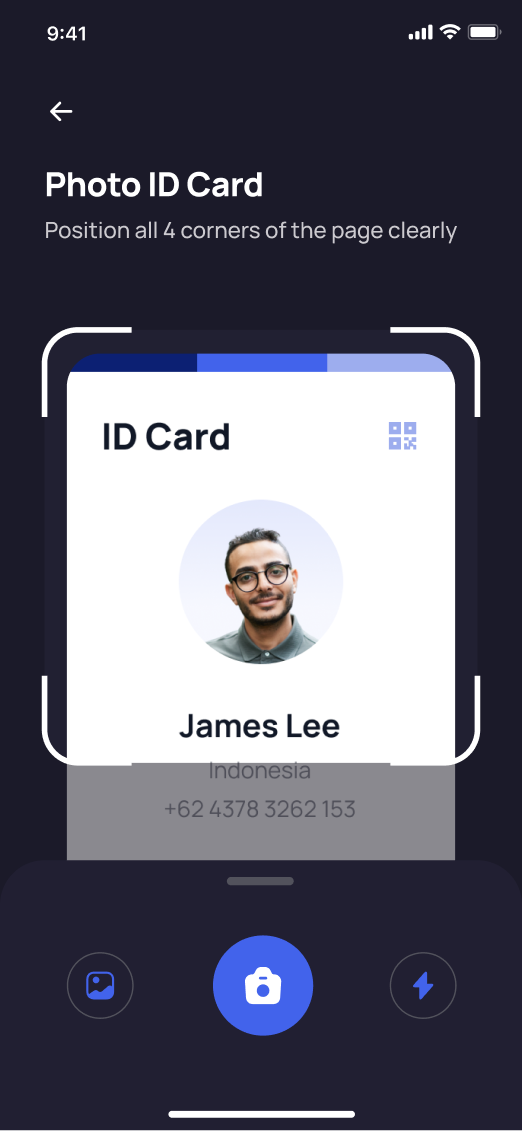 9:41
Photo ID Card
Position all 4 corners of the page clearly
ID Card
James Lee
Indonesia
+62 4378 3262 153